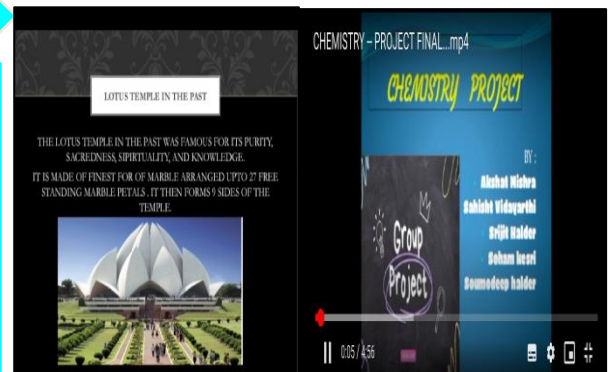 LOTUS TEMPLE IN THE PAST
THE LOTUS TEMPLE IN THE PAST WAS FAMOUS FOR ITS PURITY,
SACREDNESS, SIPIRTUALITY, AND KNOWLEDGE.
IT IS MADE OF FINEST FOR OF MARBLE ARRANGED UPTO 27 FREE
STANDING MARBLE PETALS . IT THEN FORMS 9 SIDES OF THE
TEMPLE.
CHEMISTRY – PROJECT FINAL...mp4
CHEMISTRY PROJECT
BY :
Akshat Mishra
Sahisht Vidayarthi
Srijit Halder
Soham kesri
Soumodeep halder
Group
Project
0:05 / 4:56